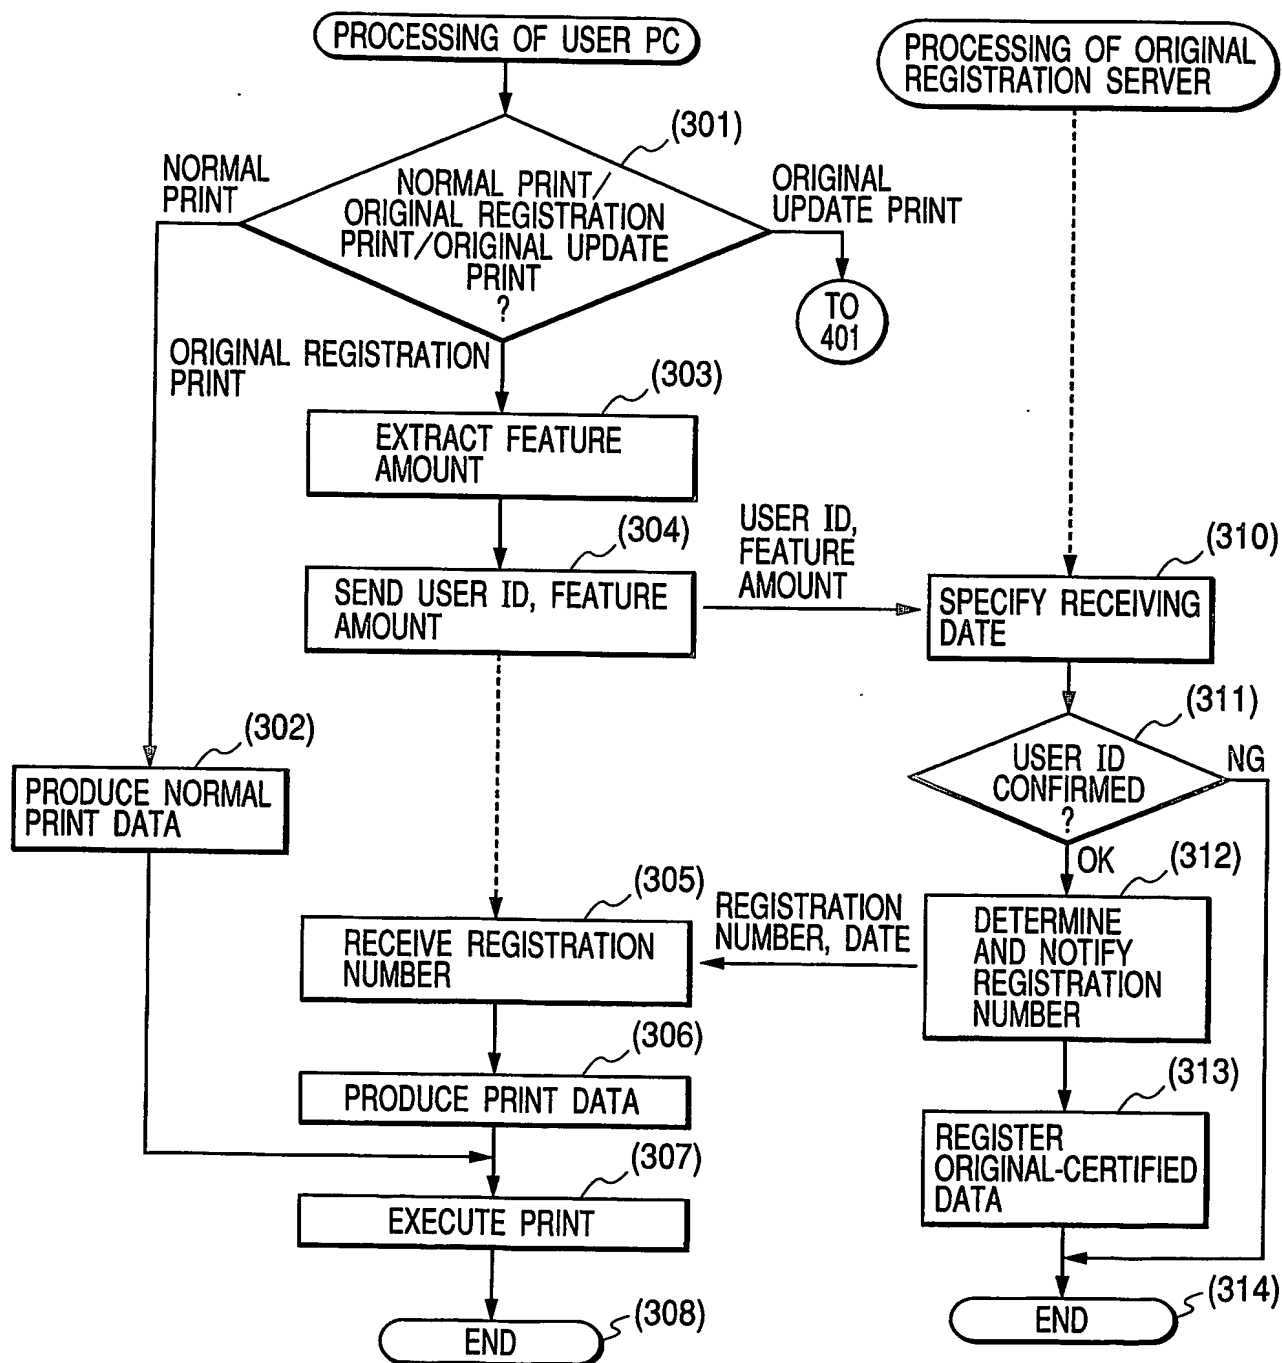 PROCESSING OF USER PC
PROCESSING OF ORIGINAL
REGISTRATION SERVER
(301)
NORMAL
PRINT
NORMAL PRINT/
ORIGINAL REGISTRATION
PRINT/ORIGINAL UPDATE
PRINT
?
ORIGINAL
UPDATE PRINT
TO
401
ORIGINAL REGISTRATION
PRINT
(303)
EXTRACT FEATURE
AMOUNT
(304)
SEND USER ID, FEATURE
AMOUNT
USER ID,
FEATURE
AMOUNT
(310)
SPECIFY RECEIVING
DATE
(311)
USER ID
CONFIRMED
?
NG
OK
(302)
PRODUCE NORMAL
PRINT DATA
(305)
RECEIVE REGISTRATION
NUMBER
REGISTRATION
NUMBER, DATE
(312)
DETERMINE
AND NOTIFY
REGISTRATION
NUMBER
(306)
PRODUCE PRINT DATA
(313)
REGISTER
ORIGINAL-CERTIFIED
DATA
(307)
EXECUTE PRINT
(308)
END
(314)
END